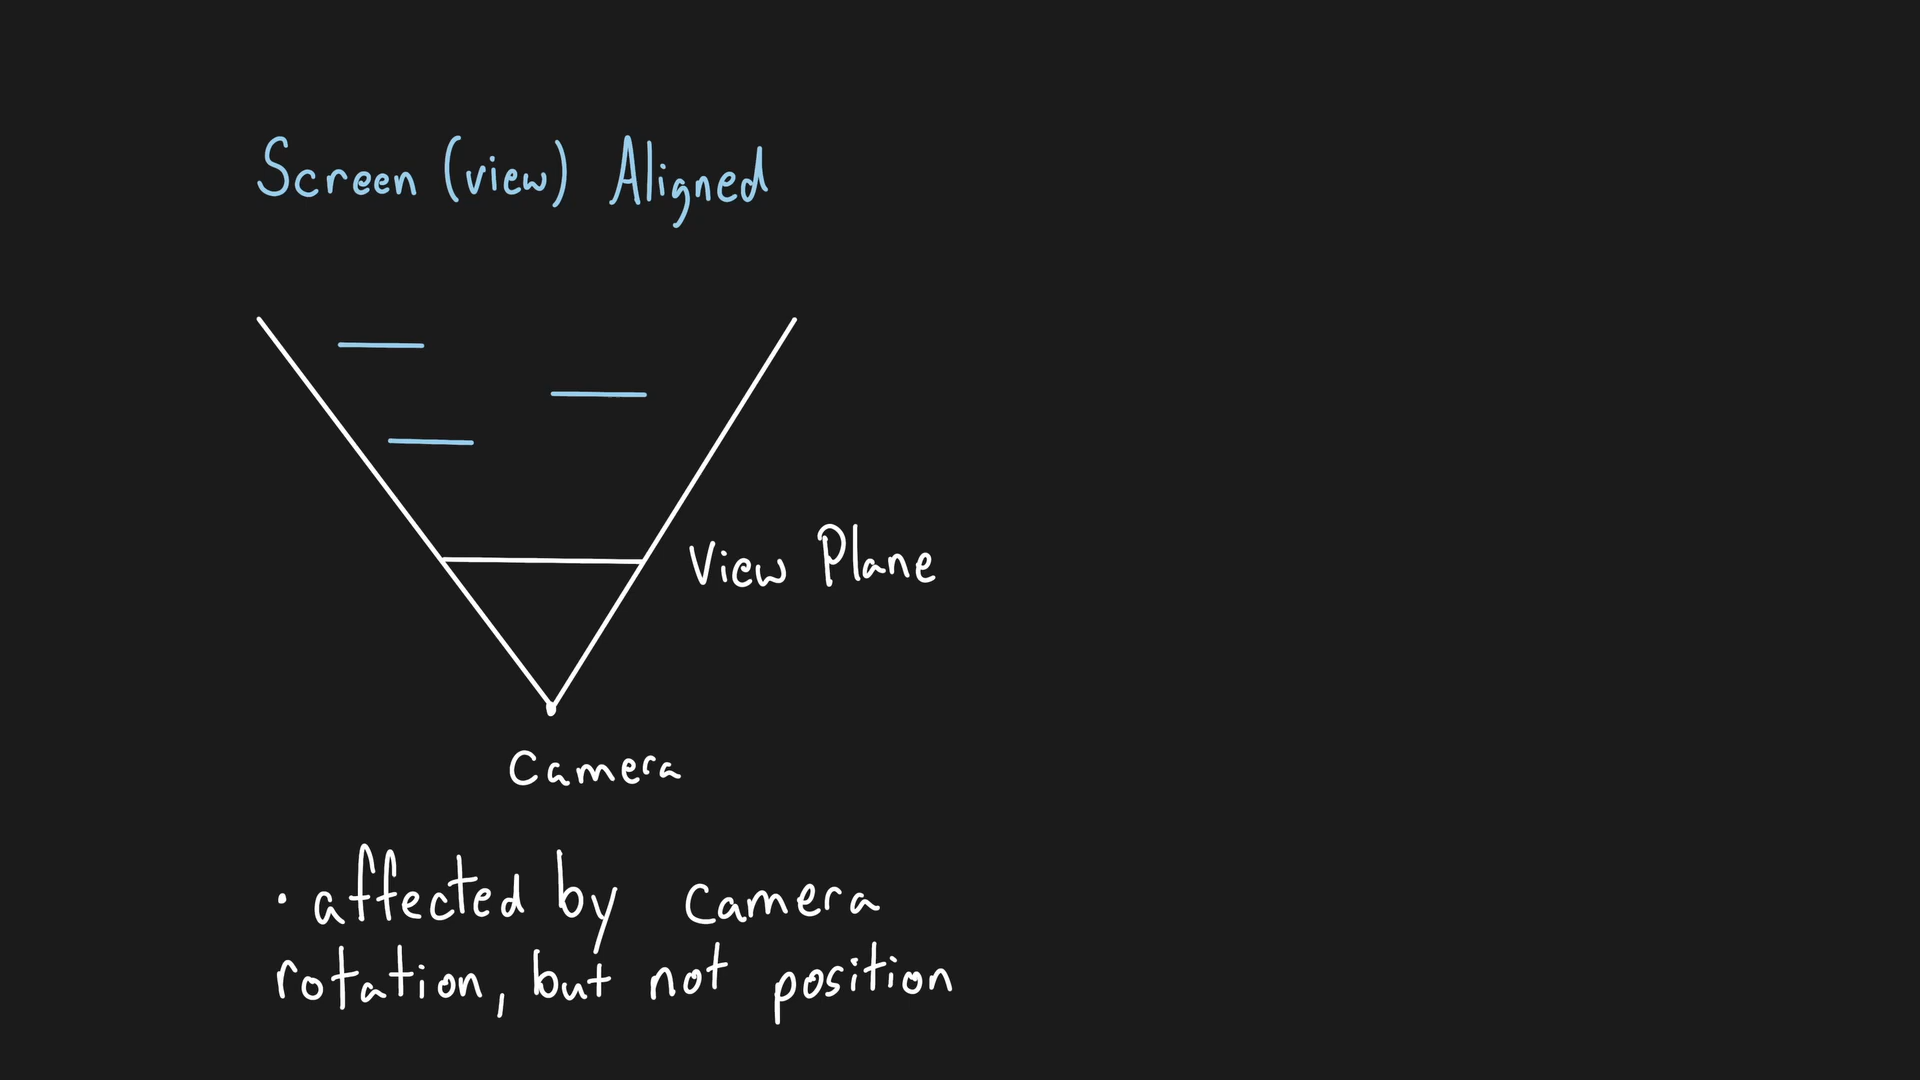 Screen (view) Aligned
View Plane
Camera
• affected by camera
rotation, but not position